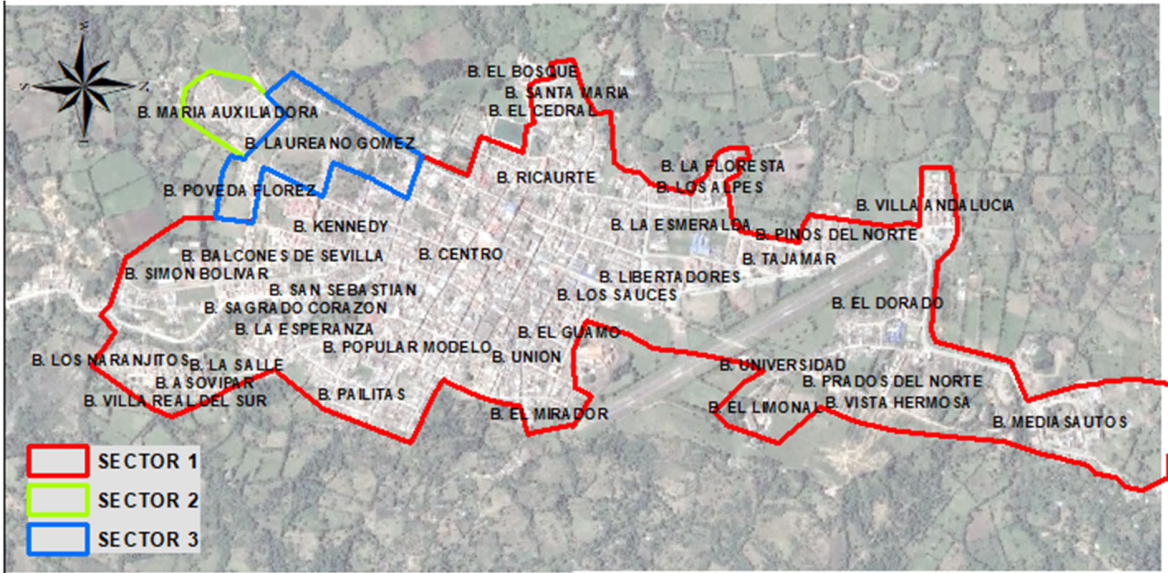 B. EL BOSQUE
B. SANTA MARIA
B. EL CEDRAL
B. MARIA AUXILIADORA
B. LAUREANO GOMEZ
B. LA FLORESTA
B. RICAURTE
B. LOS ALPES
B. POVEDA FLOREZ
B. VILLA ANDALUCIA
B. KENNEDY
B. LA ESMERALDA
B. PINOS DEL NORTE
B. BALCONES DE SEVILLA
B. CENTRO
B. TAJAMAR
B. SIMON BOLIVAR
B. LIBERTADORES
B. SAN SEBASTIAN
B. LOS SAUCES
B. SAGRADO CORAZON
B. EL DORADO
B. LA ESPERANZA
B. EL GUAMO
B. POPULAR MODELO
B. UNION
B. LOS NARANJITOS
B. LA SALLE
B. UNIVERSIDAD
B. ASOVIPAR
B. PRADOS DEL NORTE
B. PAILITAS
B. VILLA REAL DEL SUR
B. VISTA HERMOSA
B. EL MIRADOR
B. EL LIMONAL
B. MEDIASAUTOS
SECTOR 1
SECTOR 2
SECTOR 3